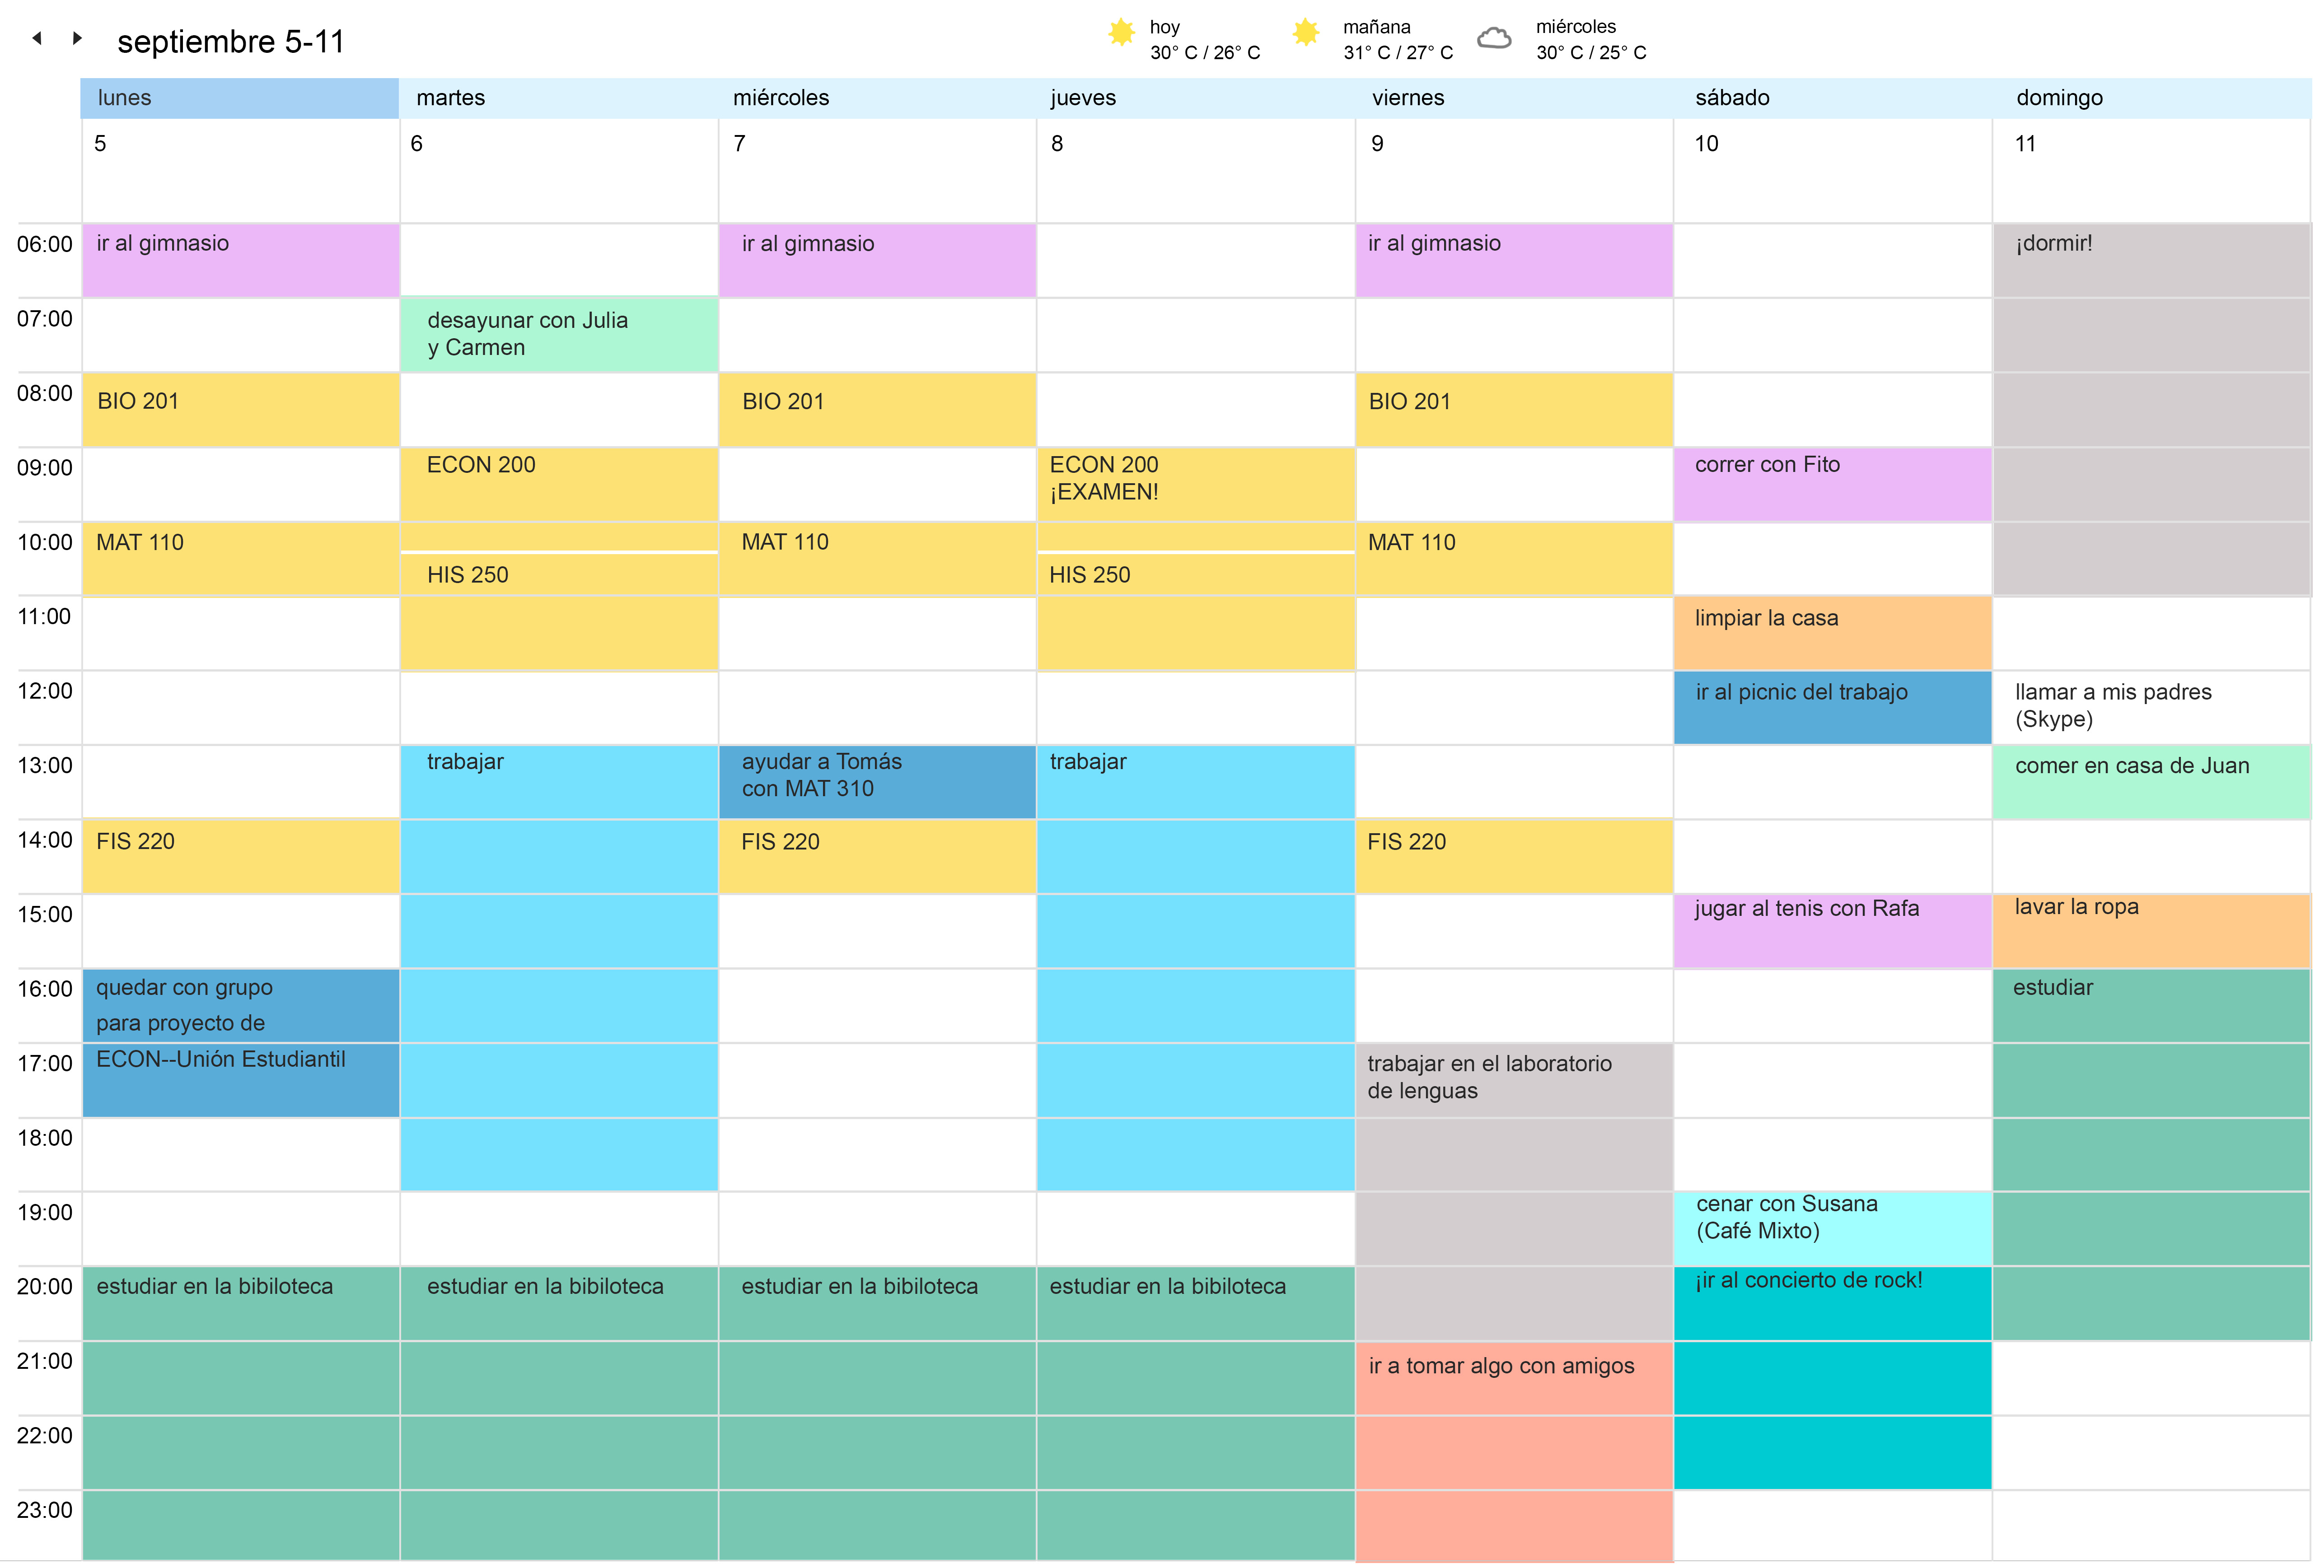 septiembre 5-11
hoy
30° C / 26° C
mañana
31° C / 27° C
miércoles
30° C / 25° C
lunes martes miércoles jueves viernes sábado domingo
5 6 7 8 9 10 11
06:00 ir al gimnasio ir al gimnasio ir al gimnasio ¡dormir!
07:00 desayunar con Julia
y Carmen
08:00 BIO 201 BIO 201 BIO 201
09:00 ECON 200 ECON 200 correr con Fito
¡EXAMEN!
10:00 MAT 110 MAT 110 MAT 110
HIS 250 HIS 250
11:00 limpiar la casa
12:00 ir al picnic del trabajo llamar a mis padres
(Skype)
13:00 trabajar ayudar a Tomás trabajar comer en casa de Juan
con MAT 310
14:00 FIS 220 FIS 220 FIS 220
15:00 jugar al tenis con Rafa lavar la ropa
16:00 quedar con grupo estudiar
para proyecto de
17:00 ECON--Unión Estudiantil trabajar en el laboratorio
de lenguas
18:00
19:00 cenar con Susana
(Café Mixto)
20:00 estudiar en la bibiloteca estudiar en la bibiloteca estudiar en la bibiloteca estudiar en la bibiloteca ¡ir al concierto de rock!
21:00 ir a tomar algo con amigos
22:00
23:00